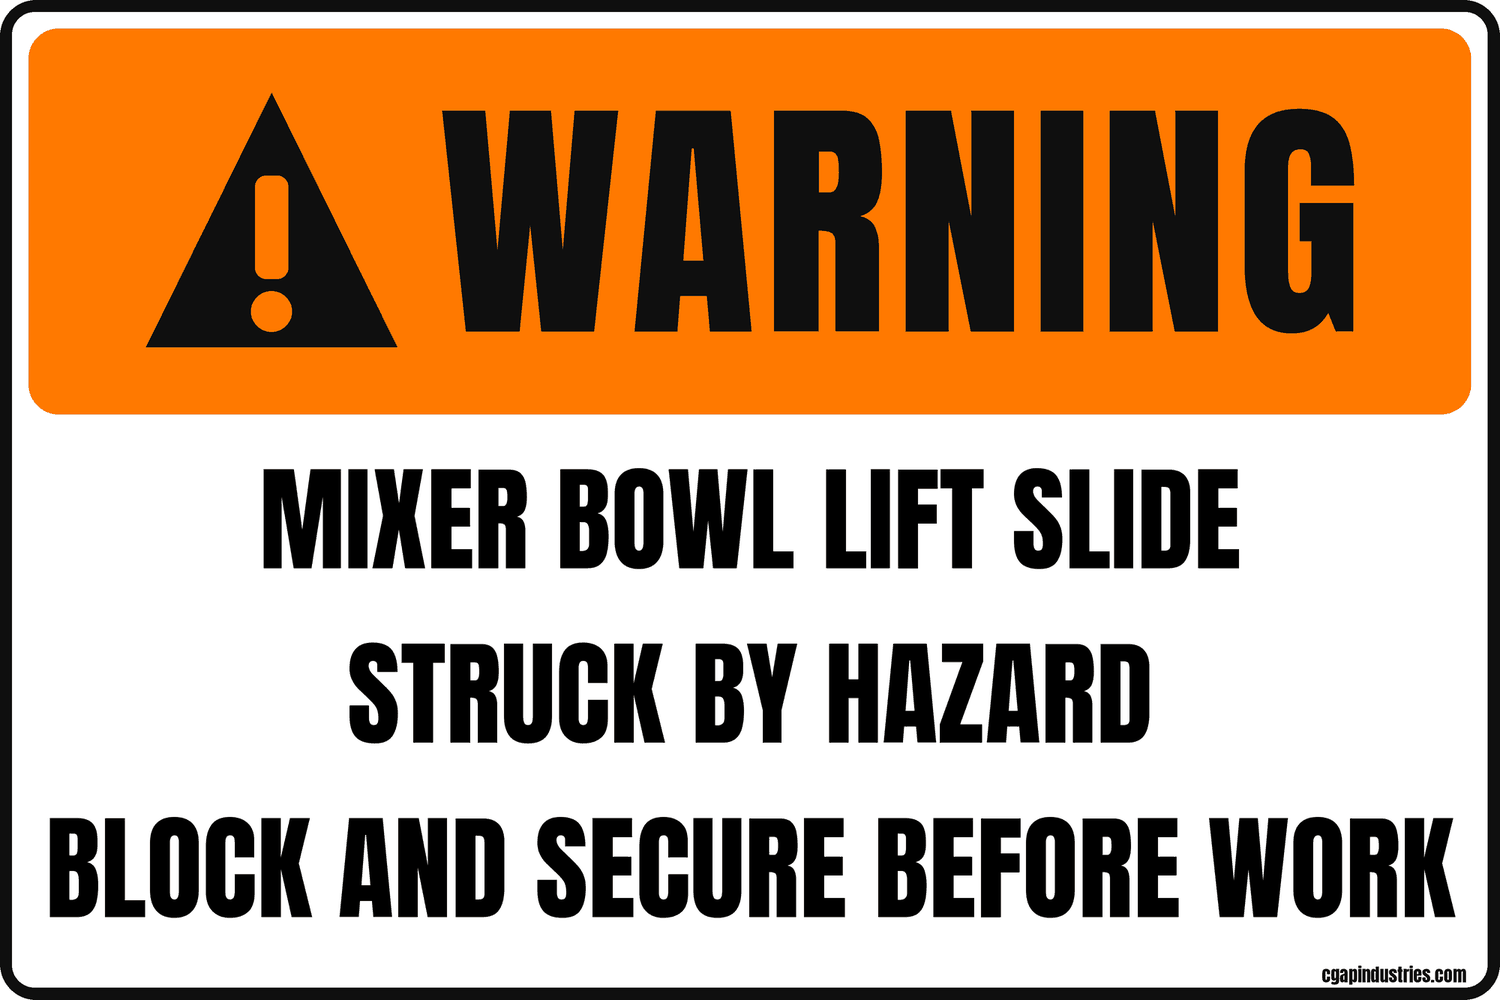 WARNING
MIXER BOWL LIFT SLIDE
STRUCK BY HAZARD
BLOCK AND SECURE BEFORE WORK
cgapindustries.com